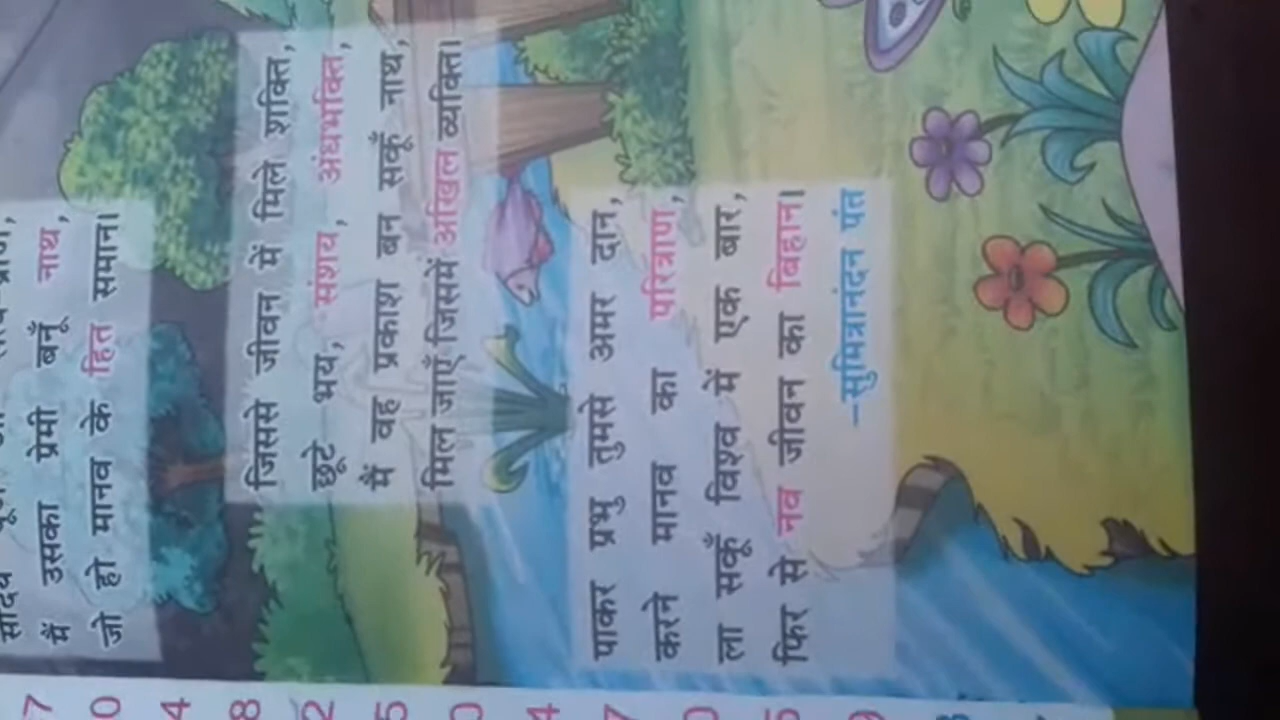 मैं उसका प्रेमी बनूँ नाथ,
जो हो मानव के हित समान।
जिससे जीवन में मिले शक्ति,
छूटे भय, संशय, अंधभक्ति,
मैं वह प्रकाश बन सकूँ नाथ,
मिल जाएँ जिसमें अखिल व्यक्ति।
पाकर प्रभु तुमसे अमर दान,
करने मानव का परित्राण,
ला सकूँ विश्व में एक बार,
फिर से नव जीवन का विहान।
-सुमित्रानंदन पंत